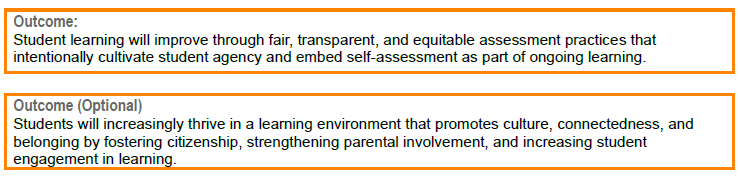 Outcome:
Student learning will improve through fair, transparent, and equitable assessment practices that
intentionally cultivate student agency and embed self-assessment as part of ongoing learning.
Outcome (Optional)
Students will increasingly thrive in a learning environment that promotes culture, connectedness, and
belonging by fostering citizenship, strengthening parental involvement, and increasing student
engagement in learning.